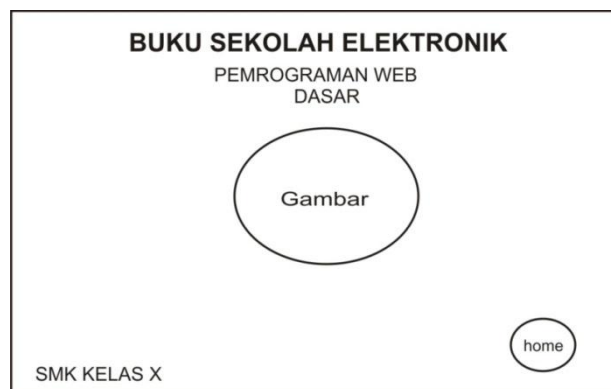 BUKU SEKOLAH ELEKTRONIK
PEMROGRAMAN WEB
DASAR
Gambar
home
SMK KELAS X